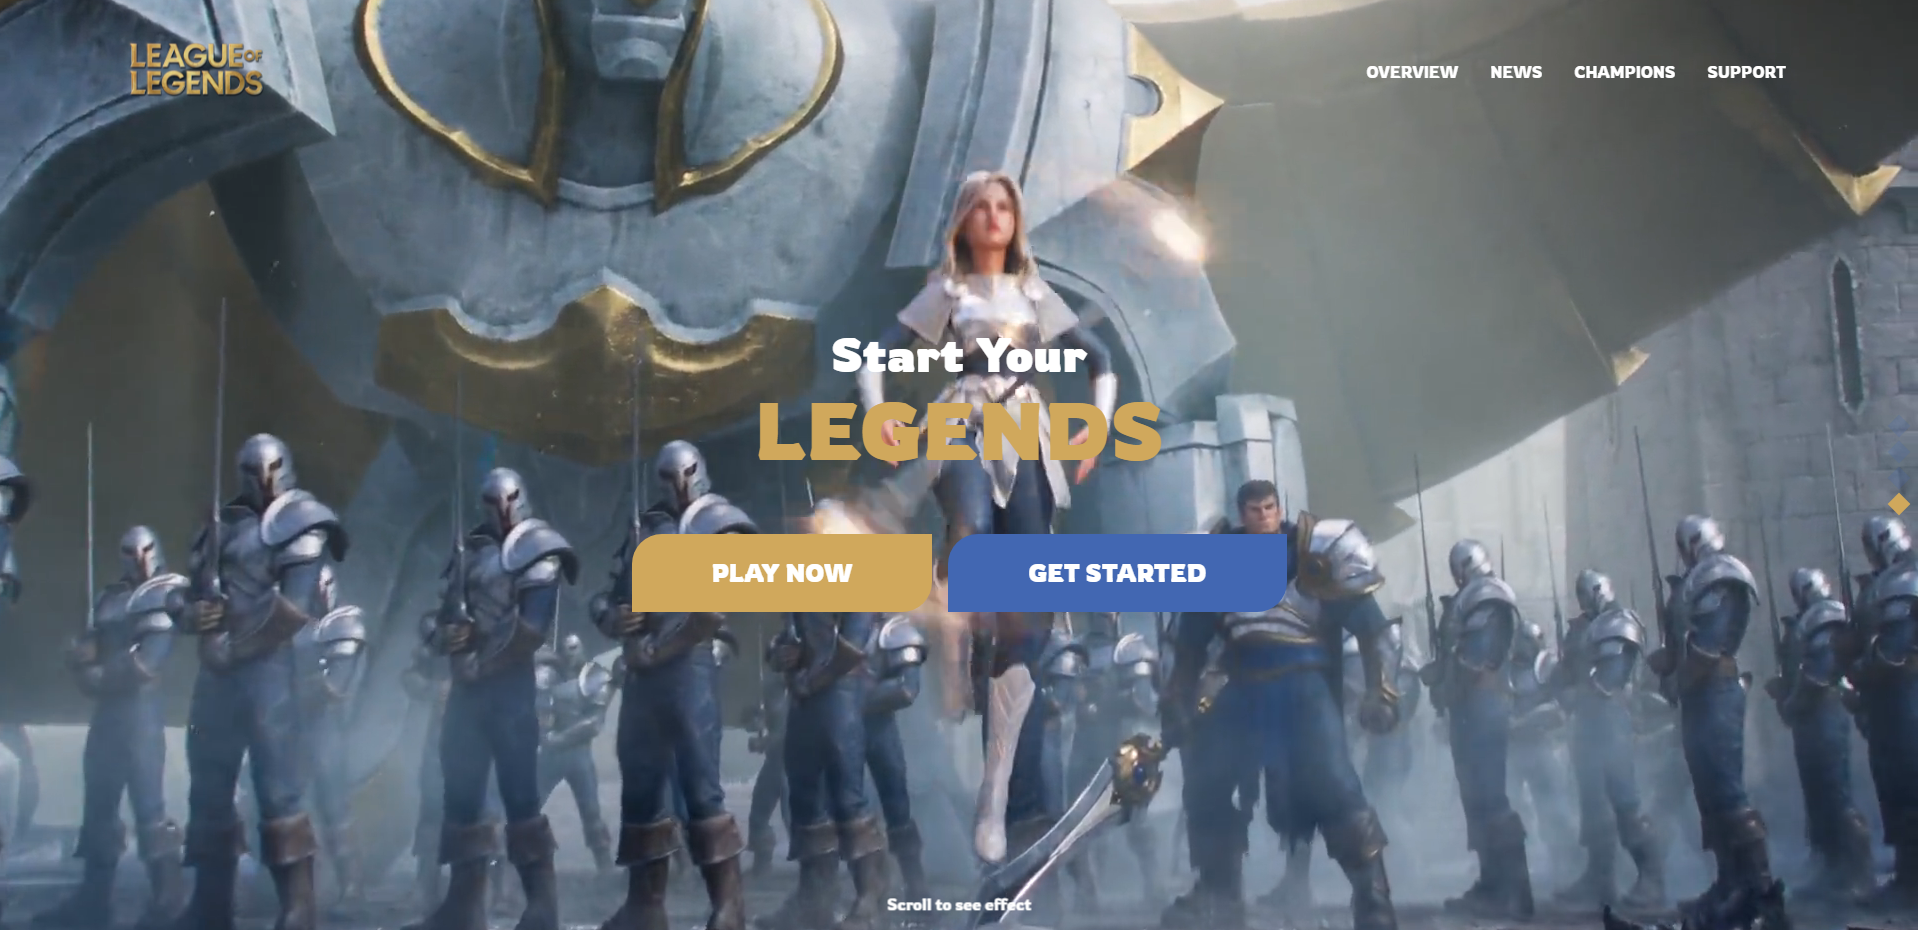 LEAGUE OF
LEGENDS
OVERVIEW NEWS CHAMPIONS SUPPORT
Start Your
LEGENDS
PLAY NOW GET STARTED
Scroll to see effect